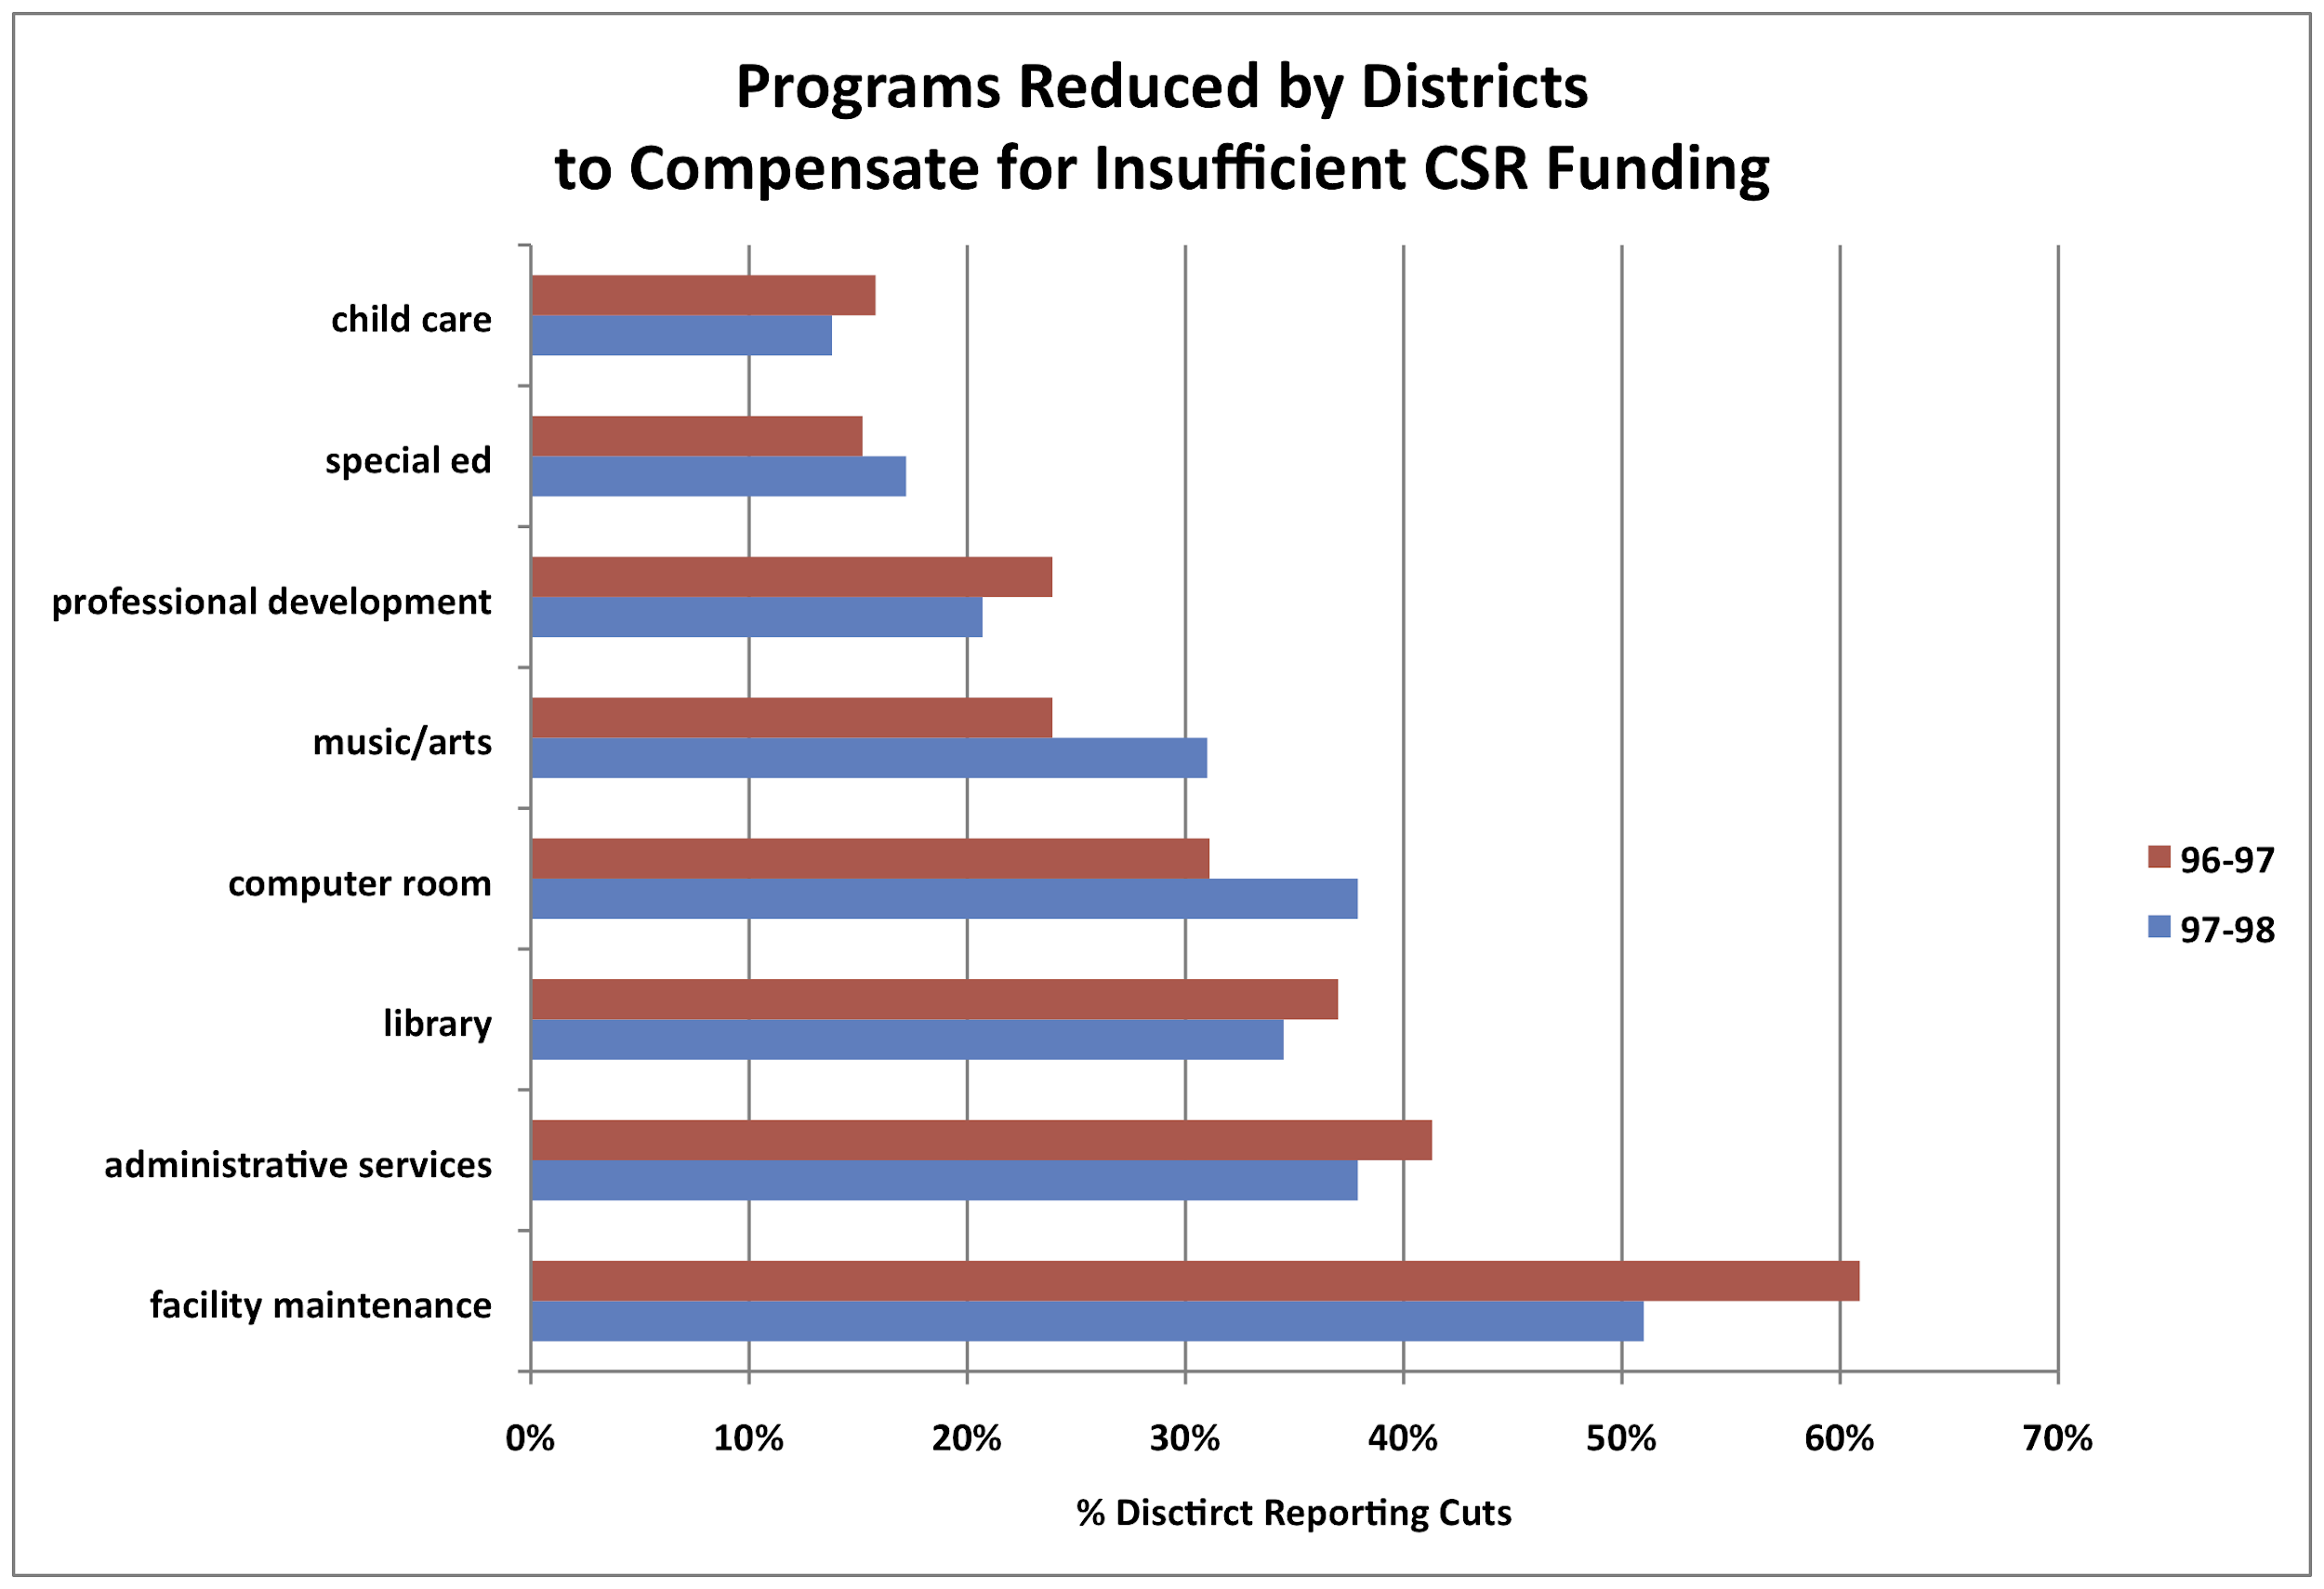 Programs Reduced by Districts
to Compensate for Insufficient CSR Funding
child care
special ed
professional development
music/arts
computer room
library
administrative services
facility maintenance
96-97
97-98
0% 10% 20% 30% 40% 50% 60% 70%
% Disctirct Reporting Cuts